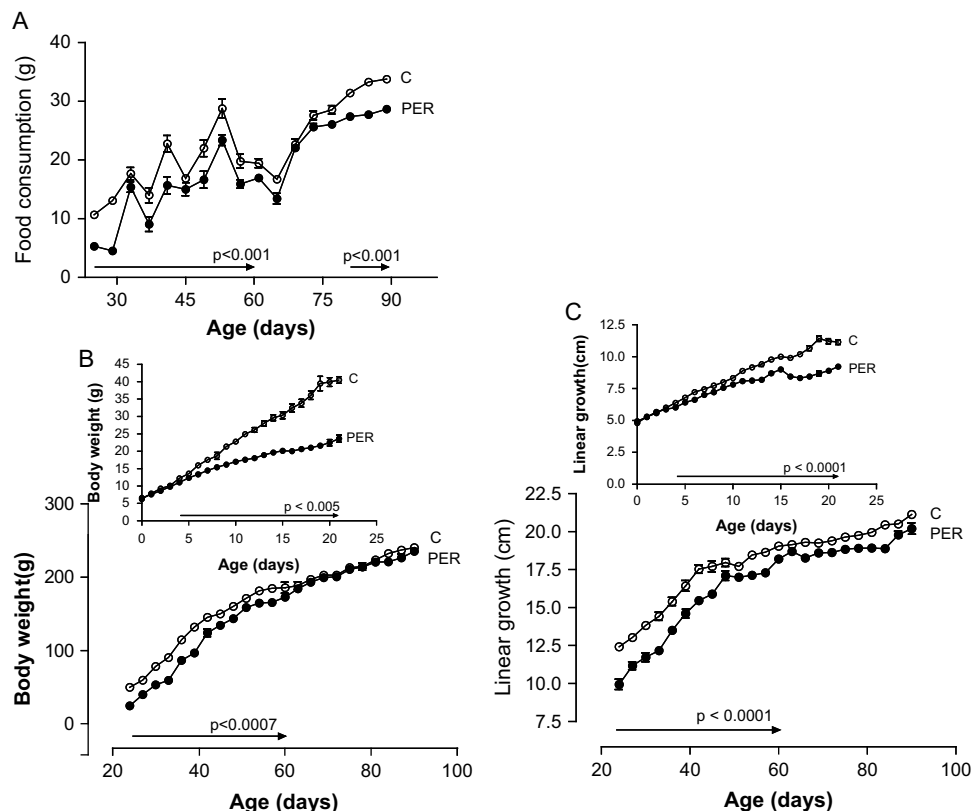 A
Food consumption (g)
40
30
20
10
0
C
PER
p<0.001
p<0.001
30
45
60
75
90
Age (days)
B
Body weight (g)
45
40
35
30
25
20
15
10
5
0
C
PER
p < 0.005
0
5
10
15
20
25
Age (days)
Body weight(g)
300
200
100
0
C
PER
p<0.0007
20
40
60
80
100
Age (days)
C
Linear growth(cm)
12.5
10.0
7.5
5.0
2.5
0.0
C
PER
p < 0.0001
0
5
10
15
20
25
Age (days)
Linear growth (cm)
22.5
20.0
17.5
15.0
12.5
10.0
7.5
C
PER
p < 0.0001
20
40
60
80
100
Age (days)